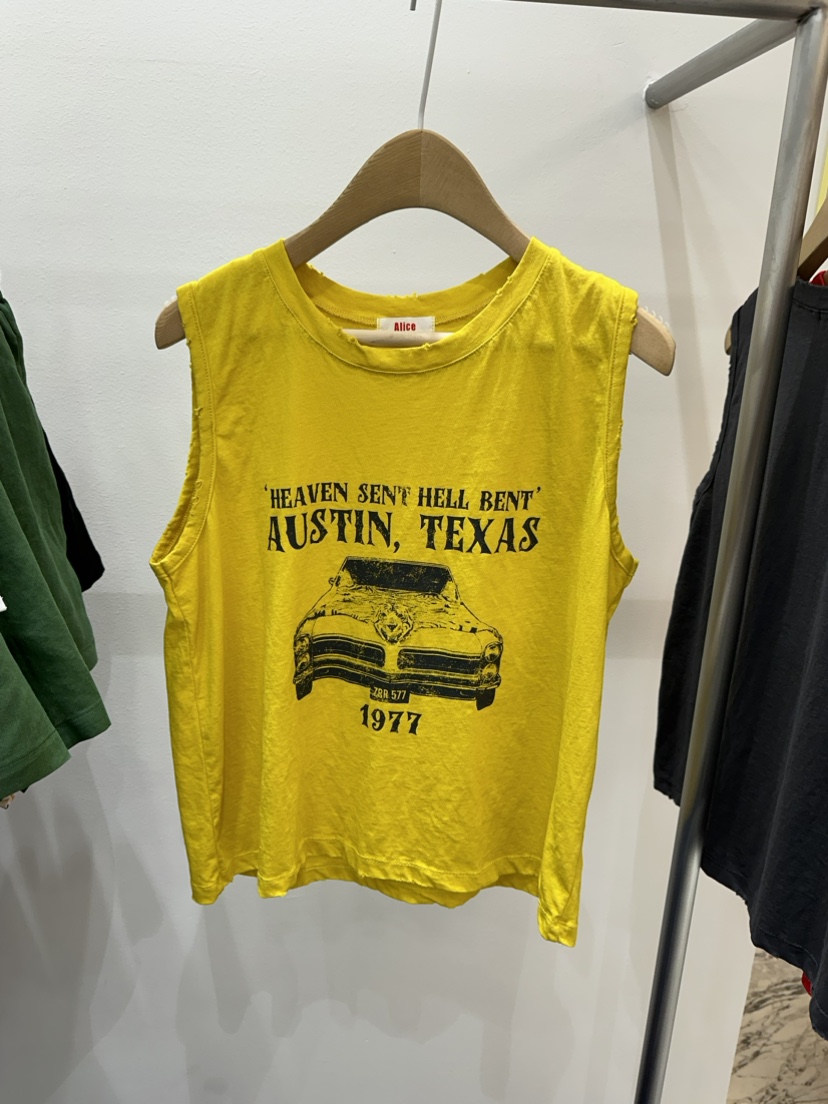 Alice
'HEAVEN SENT HELL BENT'
AUSTIN, TEXAS
ZRR 577
1977